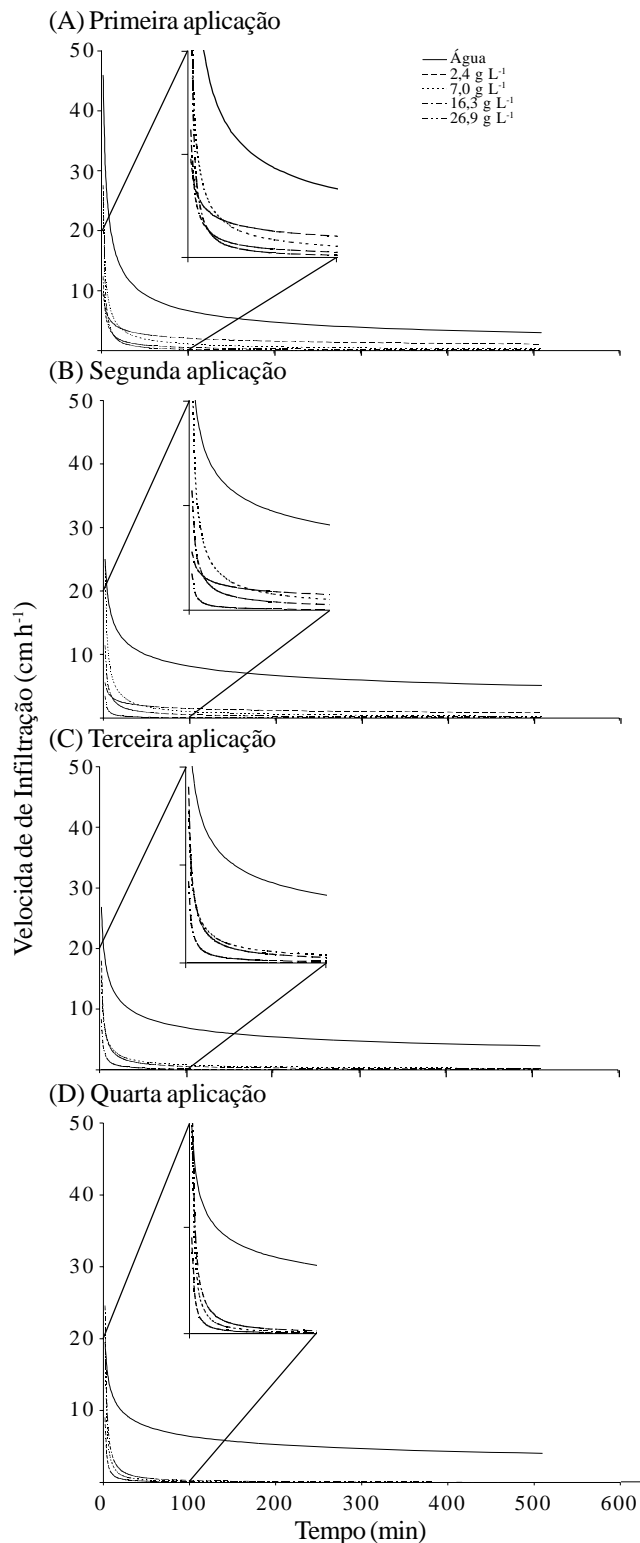 (A) Primeira aplicação
50
40
30
20
10
Água
2,4 g L⁻¹
7,0 g L⁻¹
16,3 g L⁻¹
26,9 g L⁻¹
(B) Segunda aplicação
50
40
30
20
10
(C) Terceira aplicação
50
40
30
20
10
(D) Quarta aplicação
50
40
30
20
10
0 100 200 300 400 500 600
Tempo (min)
Velocida de de Infiltração (cm h⁻¹)